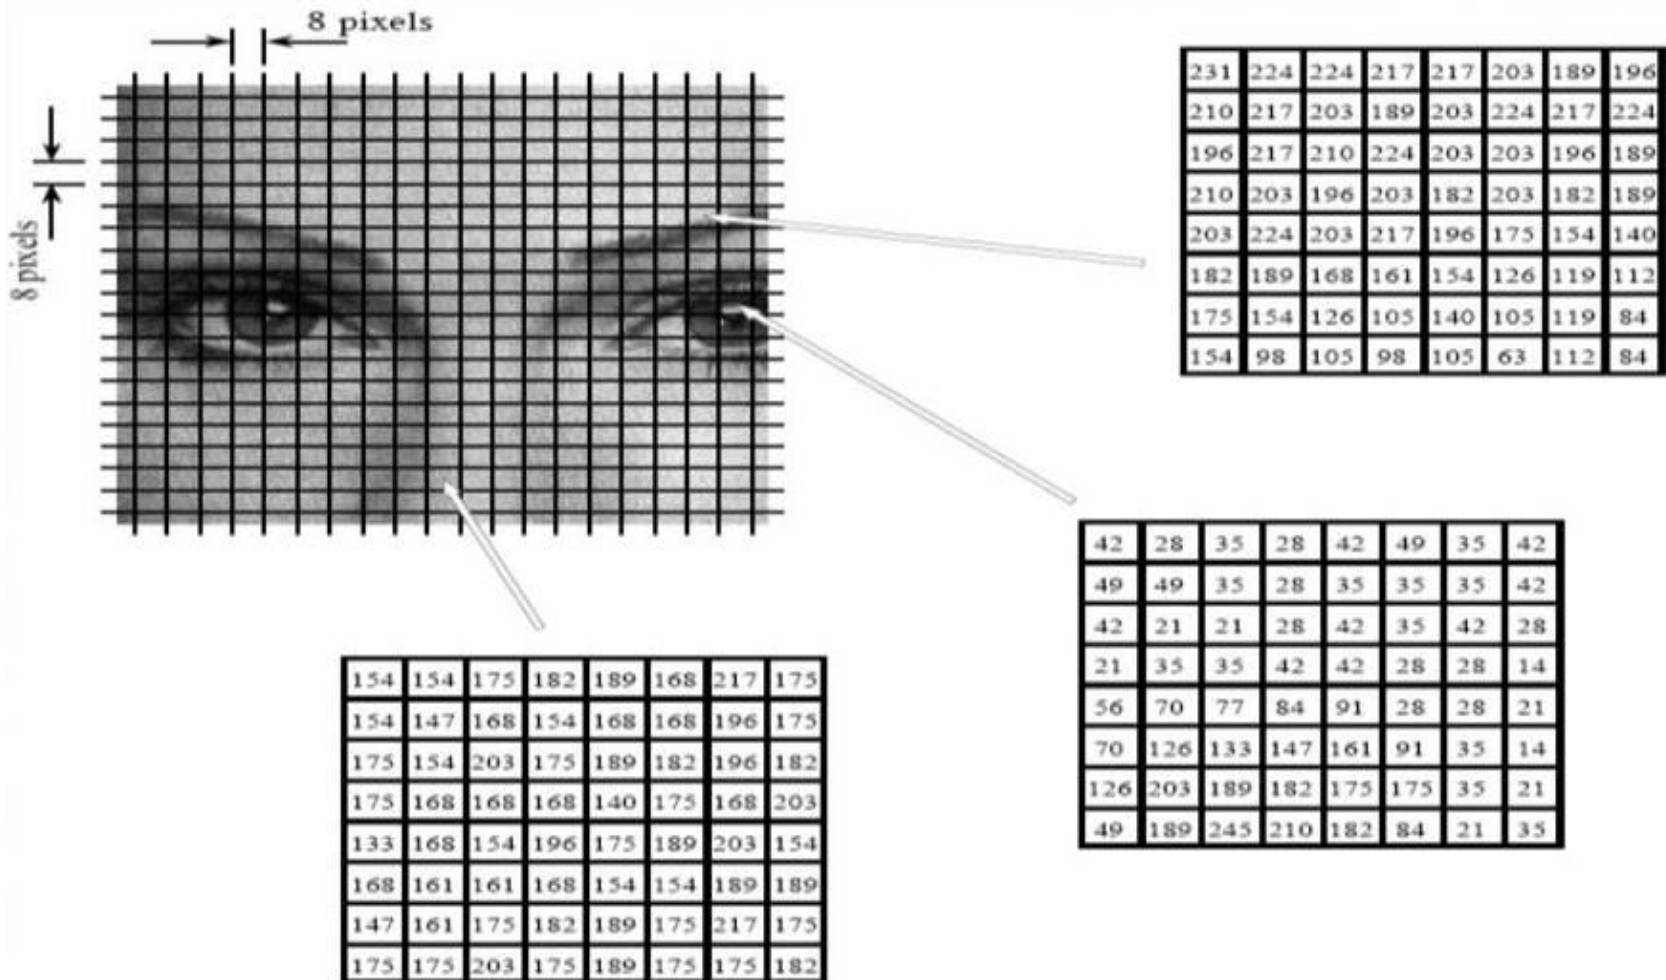 8 pixels
8 pixels
231 224 224 217 217 203 189 196
210 217 203 189 203 224 217 224
196 217 210 224 203 203 196 189
210 203 196 203 182 203 182 189
203 224 203 217 196 175 154 140
182 189 168 161 154 126 119 112
175 154 126 105 140 105 119 84
154 98 105 98 105 63 112 84
42 28 35 28 42 49 35 42
49 49 35 28 35 35 35 42
42 21 21 28 42 35 42 28
21 35 35 42 42 28 28 14
56 70 77 84 91 28 28 21
70 126 133 147 161 91 35 14
126 203 189 182 175 175 35 21
49 189 245 210 182 84 21 35
154 154 175 182 189 168 217 175
154 147 168 154 168 168 196 175
175 154 203 175 189 182 196 182
175 168 168 168 140 175 168 203
133 168 154 196 175 189 203 154
168 161 161 168 154 154 189 189
147 161 175 182 189 175 217 175
175 175 203 175 189 175 175 182